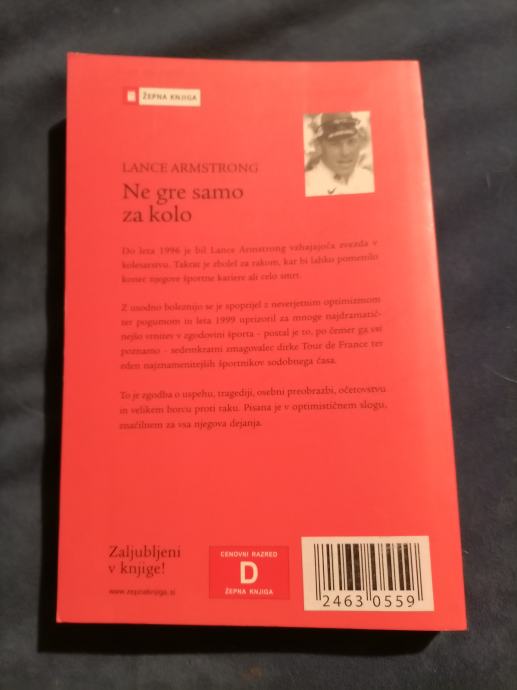 ŽEPNA KNJIGA
LANCE ARMSTRONG
Ne gre samo
za kolo
Do leta 1996 je bil Lance Armstrong vzhajajoča zvezda v
kolesarstvu. Takrat je zbolel za rakom, kar bi lahko pomenilo
konec njegove športne kariere ali celo smrt.
Z usodno boleznijo se je spoprijel z neverjetnim optimizmom
ter pogumom in leta 1999 uprizoril za mnoge najdramatič-
nejšo vrnitev v zgodovini športa - postal je to, po čemer ga vsi
poznamo - sedemkratni zmagovalec dirke Tour de France ter
eden najznamenitejših športnikov sodobnega časa.
To je zgodba o uspehu, tragediji, osebni preobrazbi, očetovstvu
in velikem borcu proti raku. Pisana je v optimističnem slogu,
značilnem za vsa njegova dejanja.
Zaljubljeni
v knjige!
www.zepnaknjiga.si
CENOVNI RAZRED
D
ŽEPNA KNJIGA
2463 0559